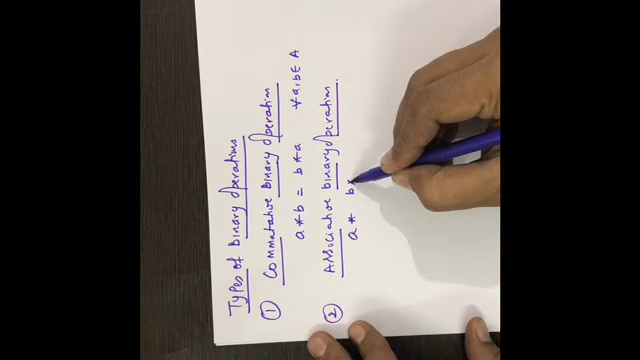 Types of Binary operations
① Commutative binary operation
a * b = b * a ∀ a, b ∈ A
② Associative binary operation.
a * b *